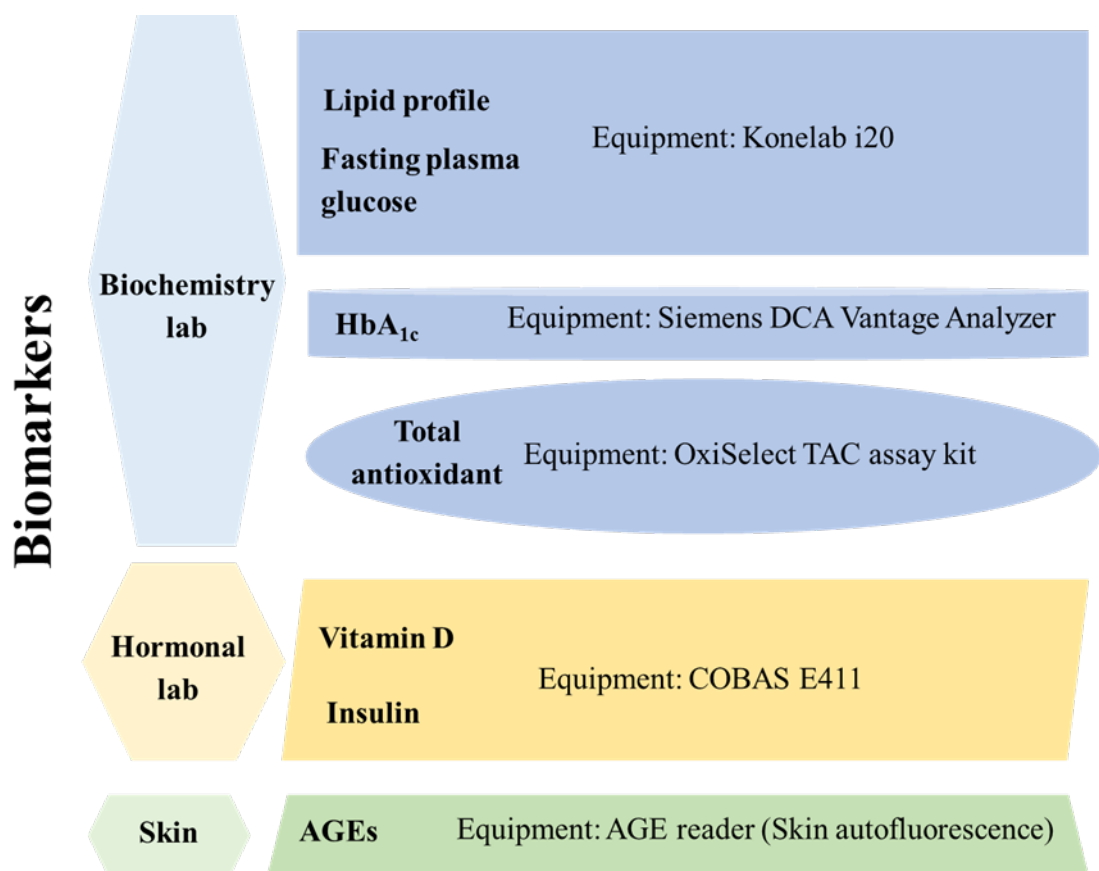 Biomarkers
Biochemistry
lab
Lipid profile
Fasting plasma
glucose
Equipment: Konelab i20
HbA1c
Equipment: Siemens DCA Vantage Analyzer
Total
antioxidant
Equipment: OxiSelect TAC assay kit
Hormonal
lab
Vitamin D
Insulin
Equipment: COBAS E411
Skin
AGEs
Equipment: AGE reader (Skin autofluorescence)